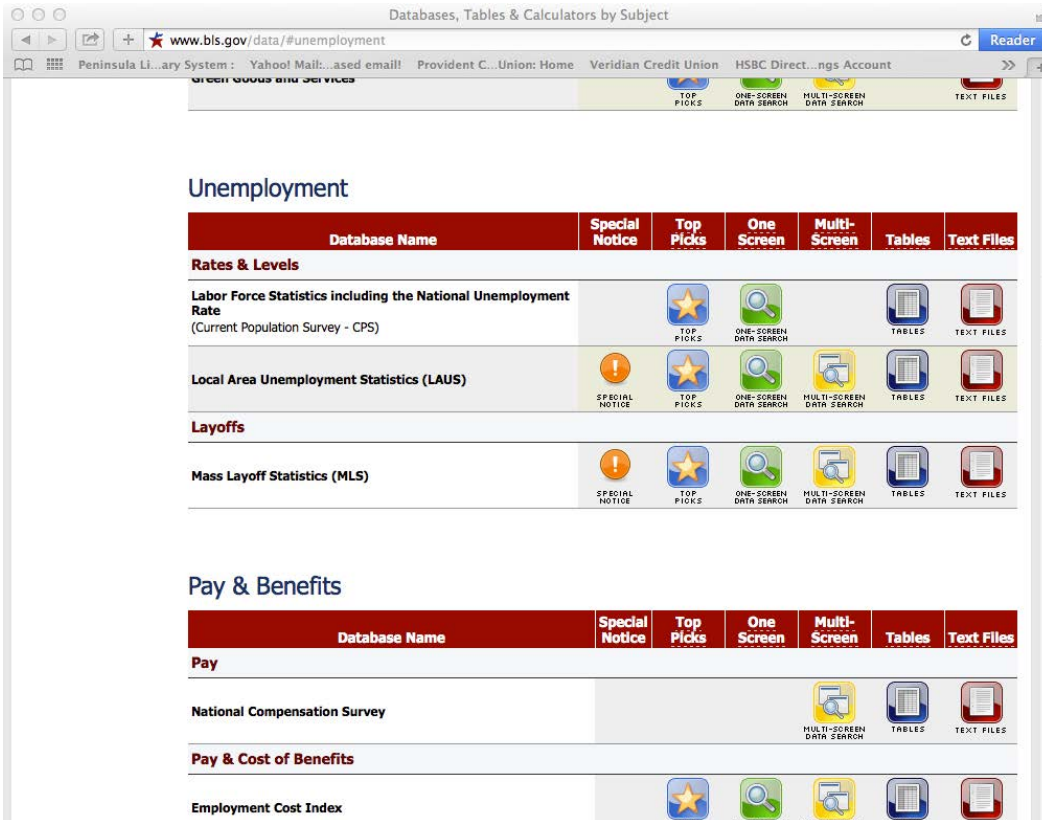 Databases, Tables & Calculators by Subject
www.bls.gov/data/#unemployment
Reader
Peninsula Li...ary System : Yahoo! Mail:...ased email! Provident C...Union: Home Veridian Credit Union HSBC Direct...ngs Account >>
Green Goods and Services
TOP PICKS ONE-SCREEN DATA SEARCH MULTI-SCREEN DATA SEARCH TEXT FILES
Unemployment
Database Name Special Notice Top Picks One Screen Multi-Screen Tables Text Files
Rates & Levels
Labor Force Statistics including the National Unemployment
Rate
(Current Population Survey - CPS)
TOP PICKS ONE-SCREEN DATA SEARCH TABLES TEXT FILES
Local Area Unemployment Statistics (LAUS)
SPECIAL NOTICE TOP PICKS ONE-SCREEN DATA SEARCH MULTI-SCREEN DATA SEARCH TABLES TEXT FILES
Layoffs
Mass Layoff Statistics (MLS)
SPECIAL NOTICE TOP PICKS ONE-SCREEN DATA SEARCH MULTI-SCREEN DATA SEARCH TABLES TEXT FILES
Pay & Benefits
Database Name Special Notice Top Picks One Screen Multi-Screen Tables Text Files
Pay
National Compensation Survey
MULTI-SCREEN DATA SEARCH TABLES TEXT FILES
Pay & Cost of Benefits
Employment Cost Index